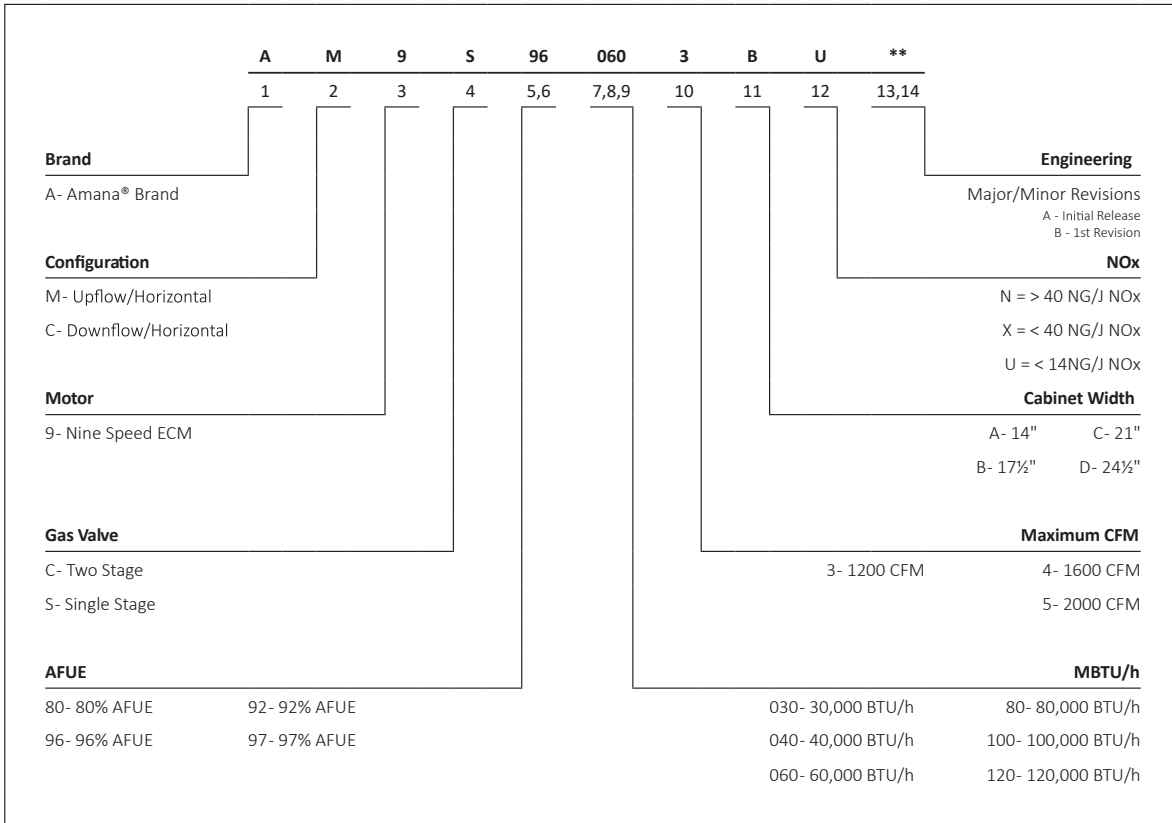 A M 9 S 96 060 3 B U **
1 2 3 4 5,6 7,8,9 10 11 12 13,14
Brand
A- Amana® Brand
Configuration
M- Upflow/Horizontal
C- Downflow/Horizontal
Motor
9- Nine Speed ECM
Gas Valve
C- Two Stage
S- Single Stage
AFUE
80- 80% AFUE 92- 92% AFUE
96- 96% AFUE 97- 97% AFUE
Engineering
Major/Minor Revisions
A - Initial Release
B - 1st Revision
NOx
N = > 40 NG/J NOx
X = < 40 NG/J NOx
U = < 14NG/J NOx
Cabinet Width
A- 14" C- 21"
B- 17½" D- 24½"
Maximum CFM
3- 1200 CFM 4- 1600 CFM
5- 2000 CFM
MBTU/h
030- 30,000 BTU/h 80- 80,000 BTU/h
040- 40,000 BTU/h 100- 100,000 BTU/h
060- 60,000 BTU/h 120- 120,000 BTU/h